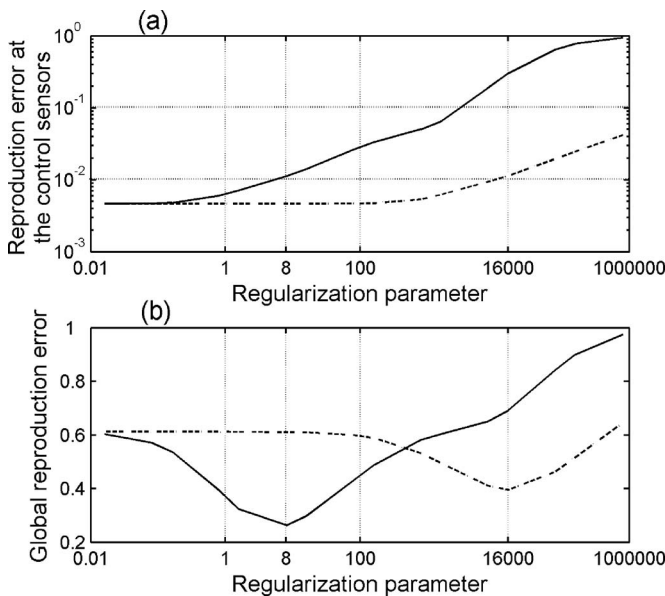 (a)
Reproduction error at
the control sensors
10^0
10^-1
10^-2
10^-3
0.01 1 8 100 16000 1000000
Regularization parameter
(b)
Global reproduction error
1
0.8
0.6
0.4
0.2
0.01 1 8 100 16000 1000000
Regularization parameter